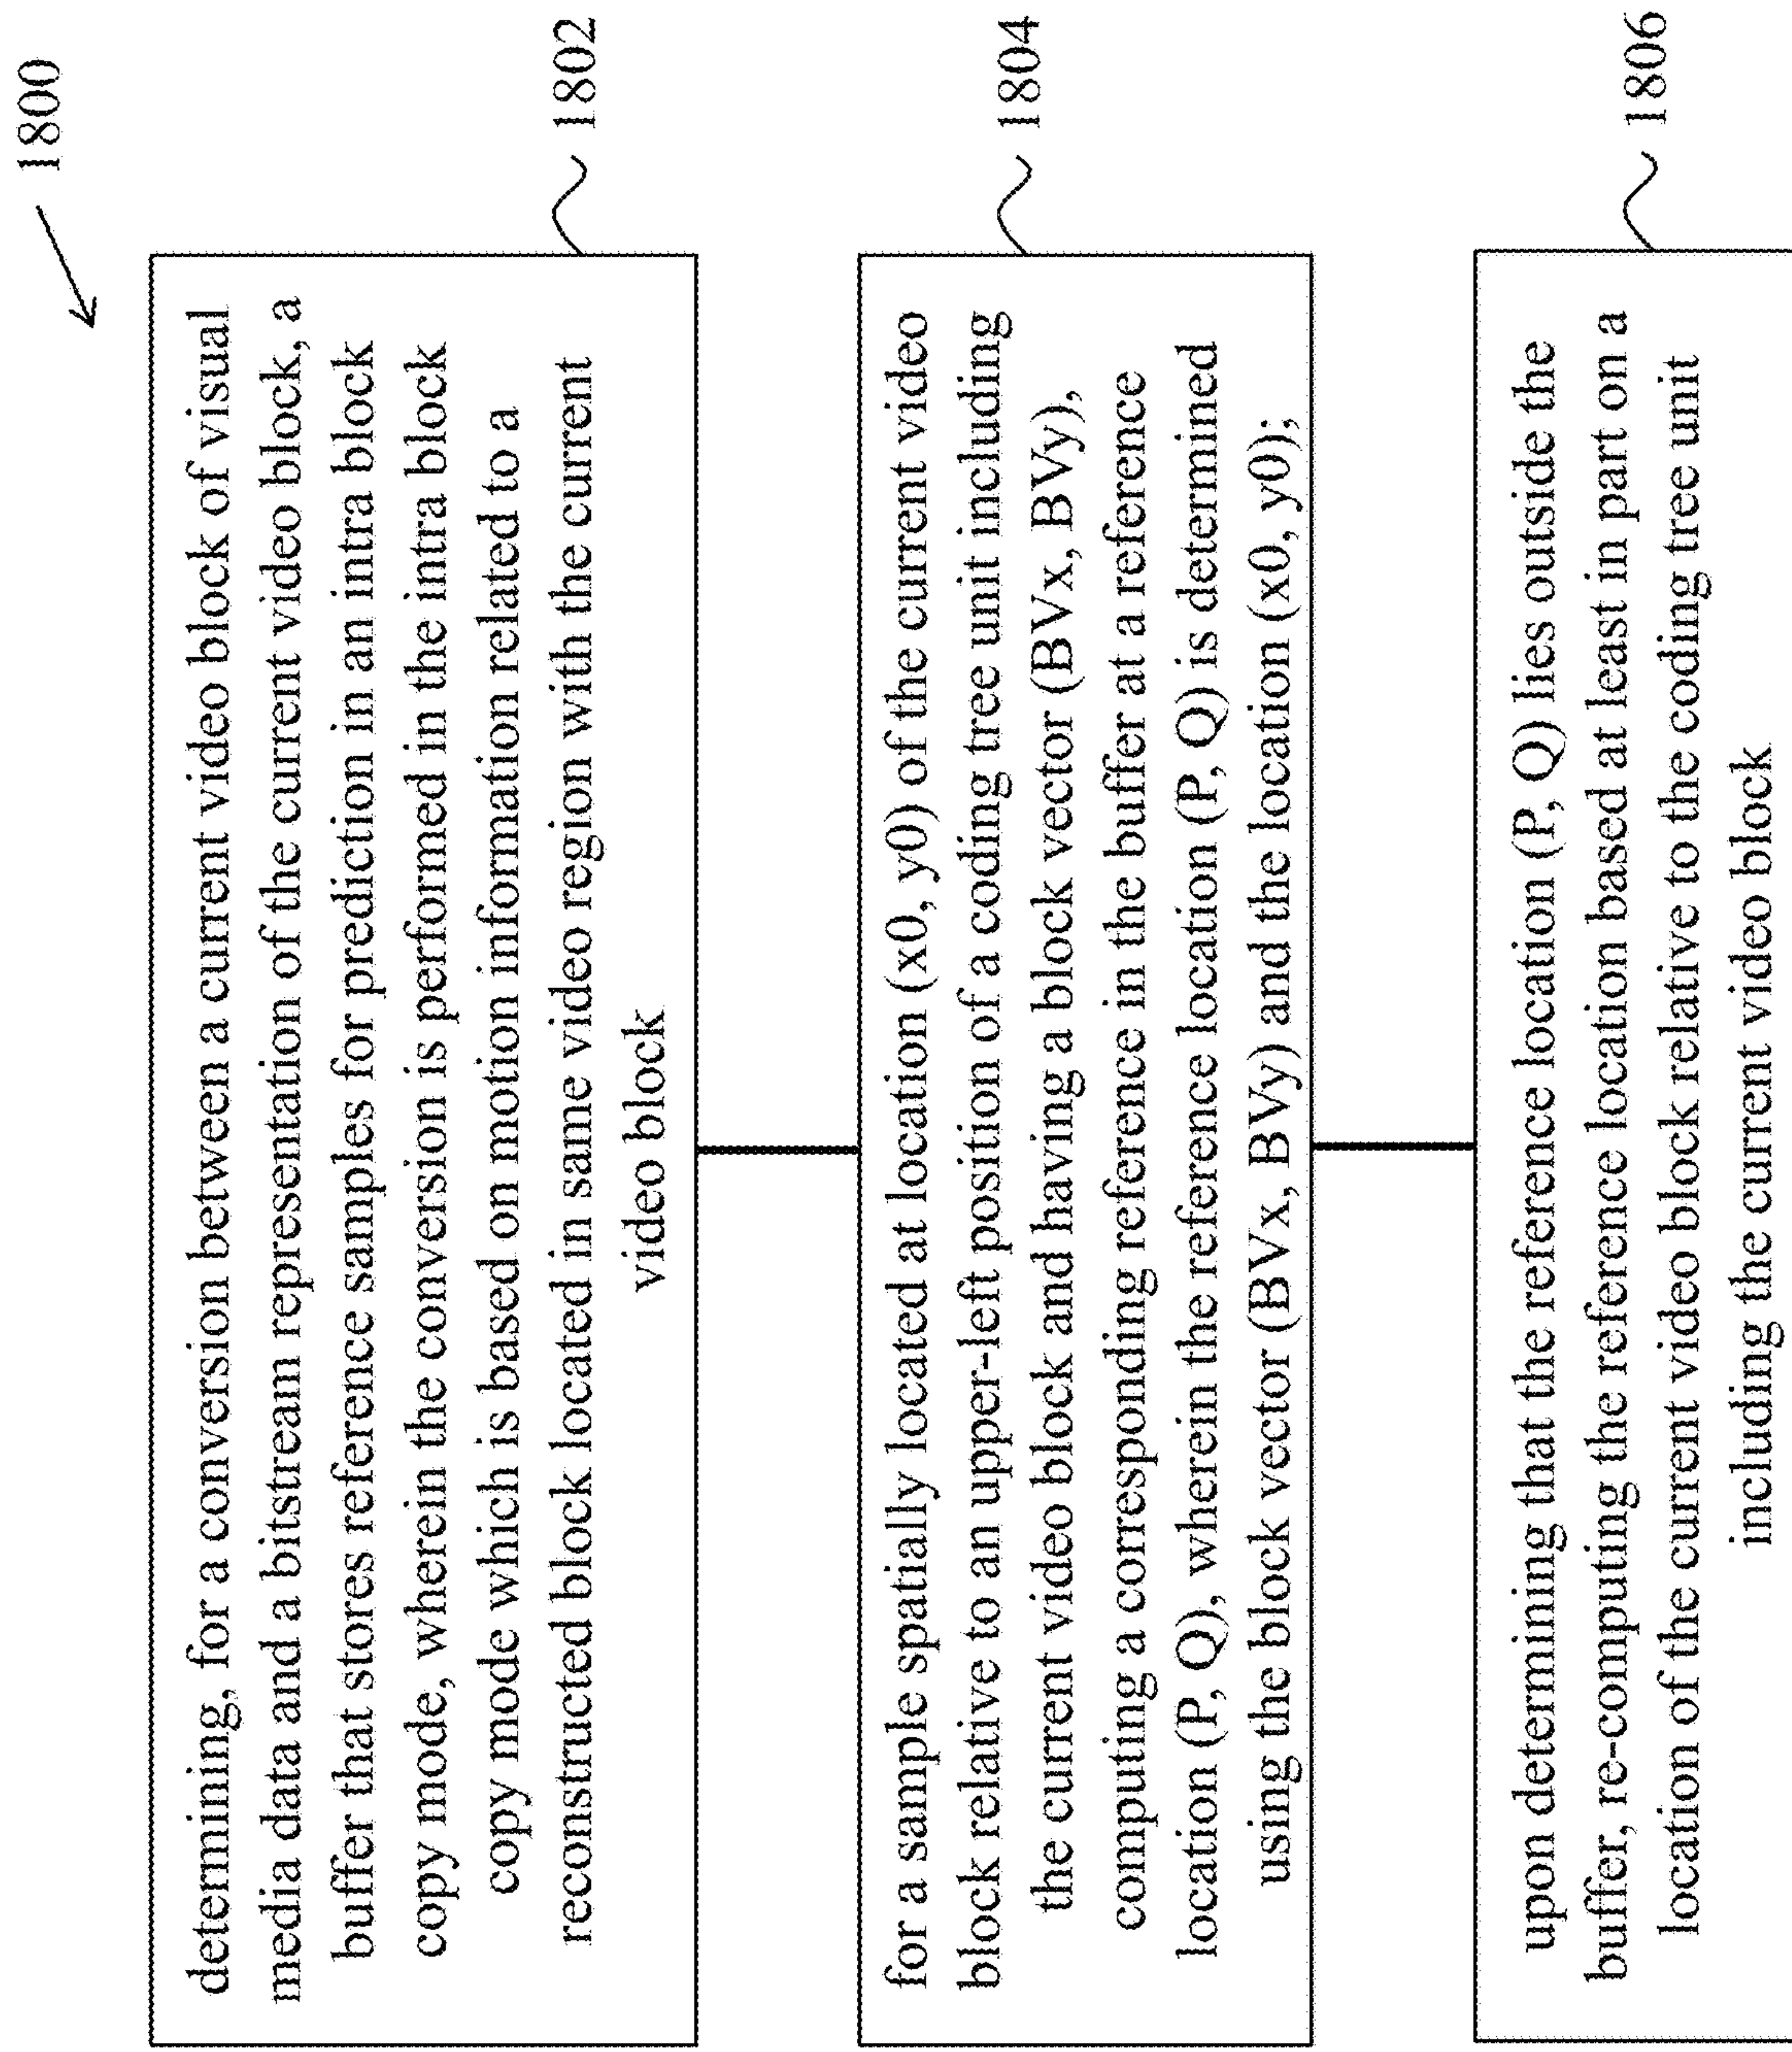 1800
determining, for a conversion between a current video block of visual
media data and a bitstream representation of the current video block, a
buffer that stores reference samples for prediction in an intra block
copy mode, wherein the conversion is performed in the intra block
copy mode which is based on motion information related to a
reconstructed block located in same video region with the current
video block
1802
for a sample spatially located at location (x0, y0) of the current video
block relative to an upper-left position of a coding tree unit including
the current video block and having a block vector (BVx, BVy),
computing a corresponding reference in the buffer at a reference
location (P, Q), wherein the reference location (P, Q) is determined
using the block vector (BVx, BVy) and the location (x0, y0);
1804
upon determining that the reference location (P, Q) lies outside the
buffer, re-computing the reference location based at least in part on a
location of the current video block relative to the coding tree unit
including the current video block
1806